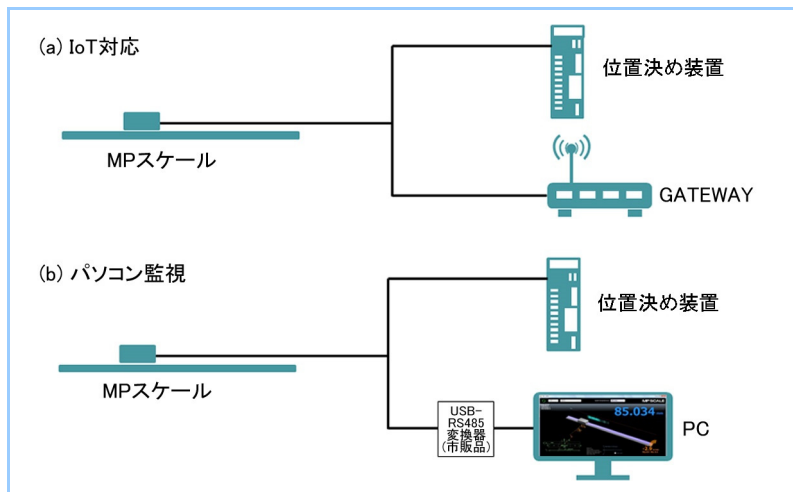 (a) IoT対応
位置決め装置
MPスケール
GATEWAY
(b) パソコン監視
位置決め装置
MPスケール
USB-
RS485
変換器
(市販品)
MP SCALE
85.034
PC